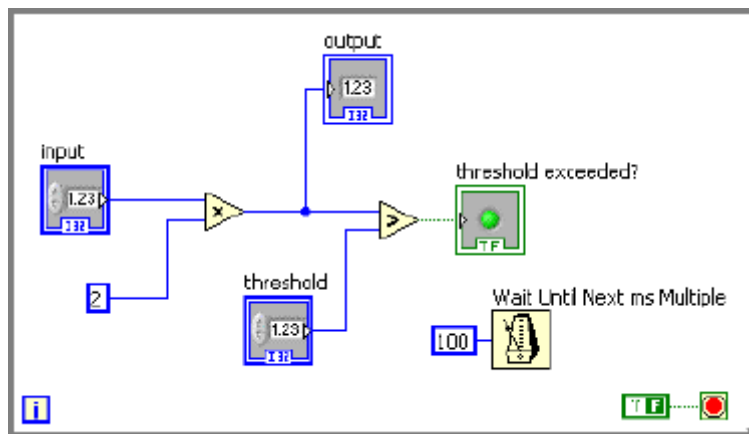 output
1.23
I32
input
1.23
I32
x
threshold exceeded?
>
TF
2
threshold
1.23
I32
Wait Until Next ms Multiple
100
i
T F